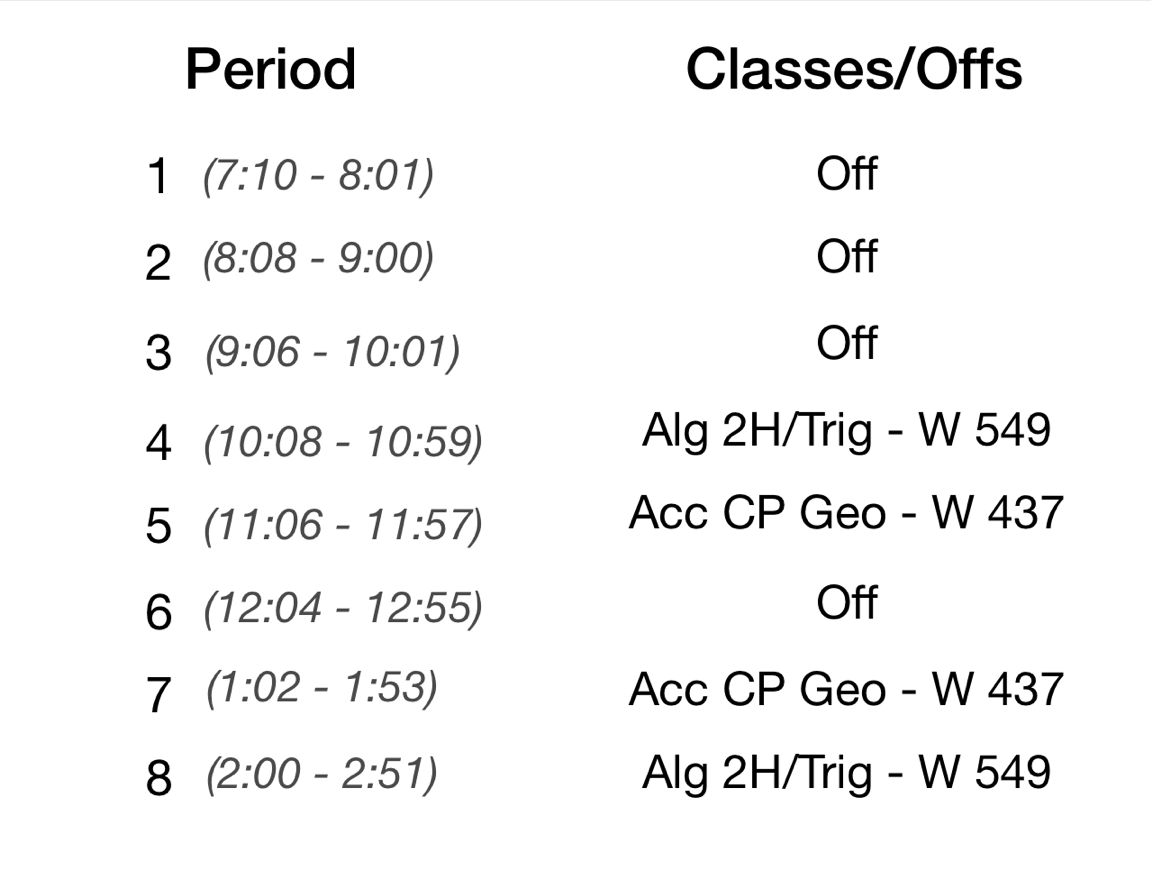 Period Classes/Offs
1 (7:10 - 8:01) Off
2 (8:08 - 9:00) Off
3 (9:06 - 10:01) Off
4 (10:08 - 10:59) Alg 2H/Trig - W 549
5 (11:06 - 11:57) Acc CP Geo - W 437
6 (12:04 - 12:55) Off
7 (1:02 - 1:53) Acc CP Geo - W 437
8 (2:00 - 2:51) Alg 2H/Trig - W 549